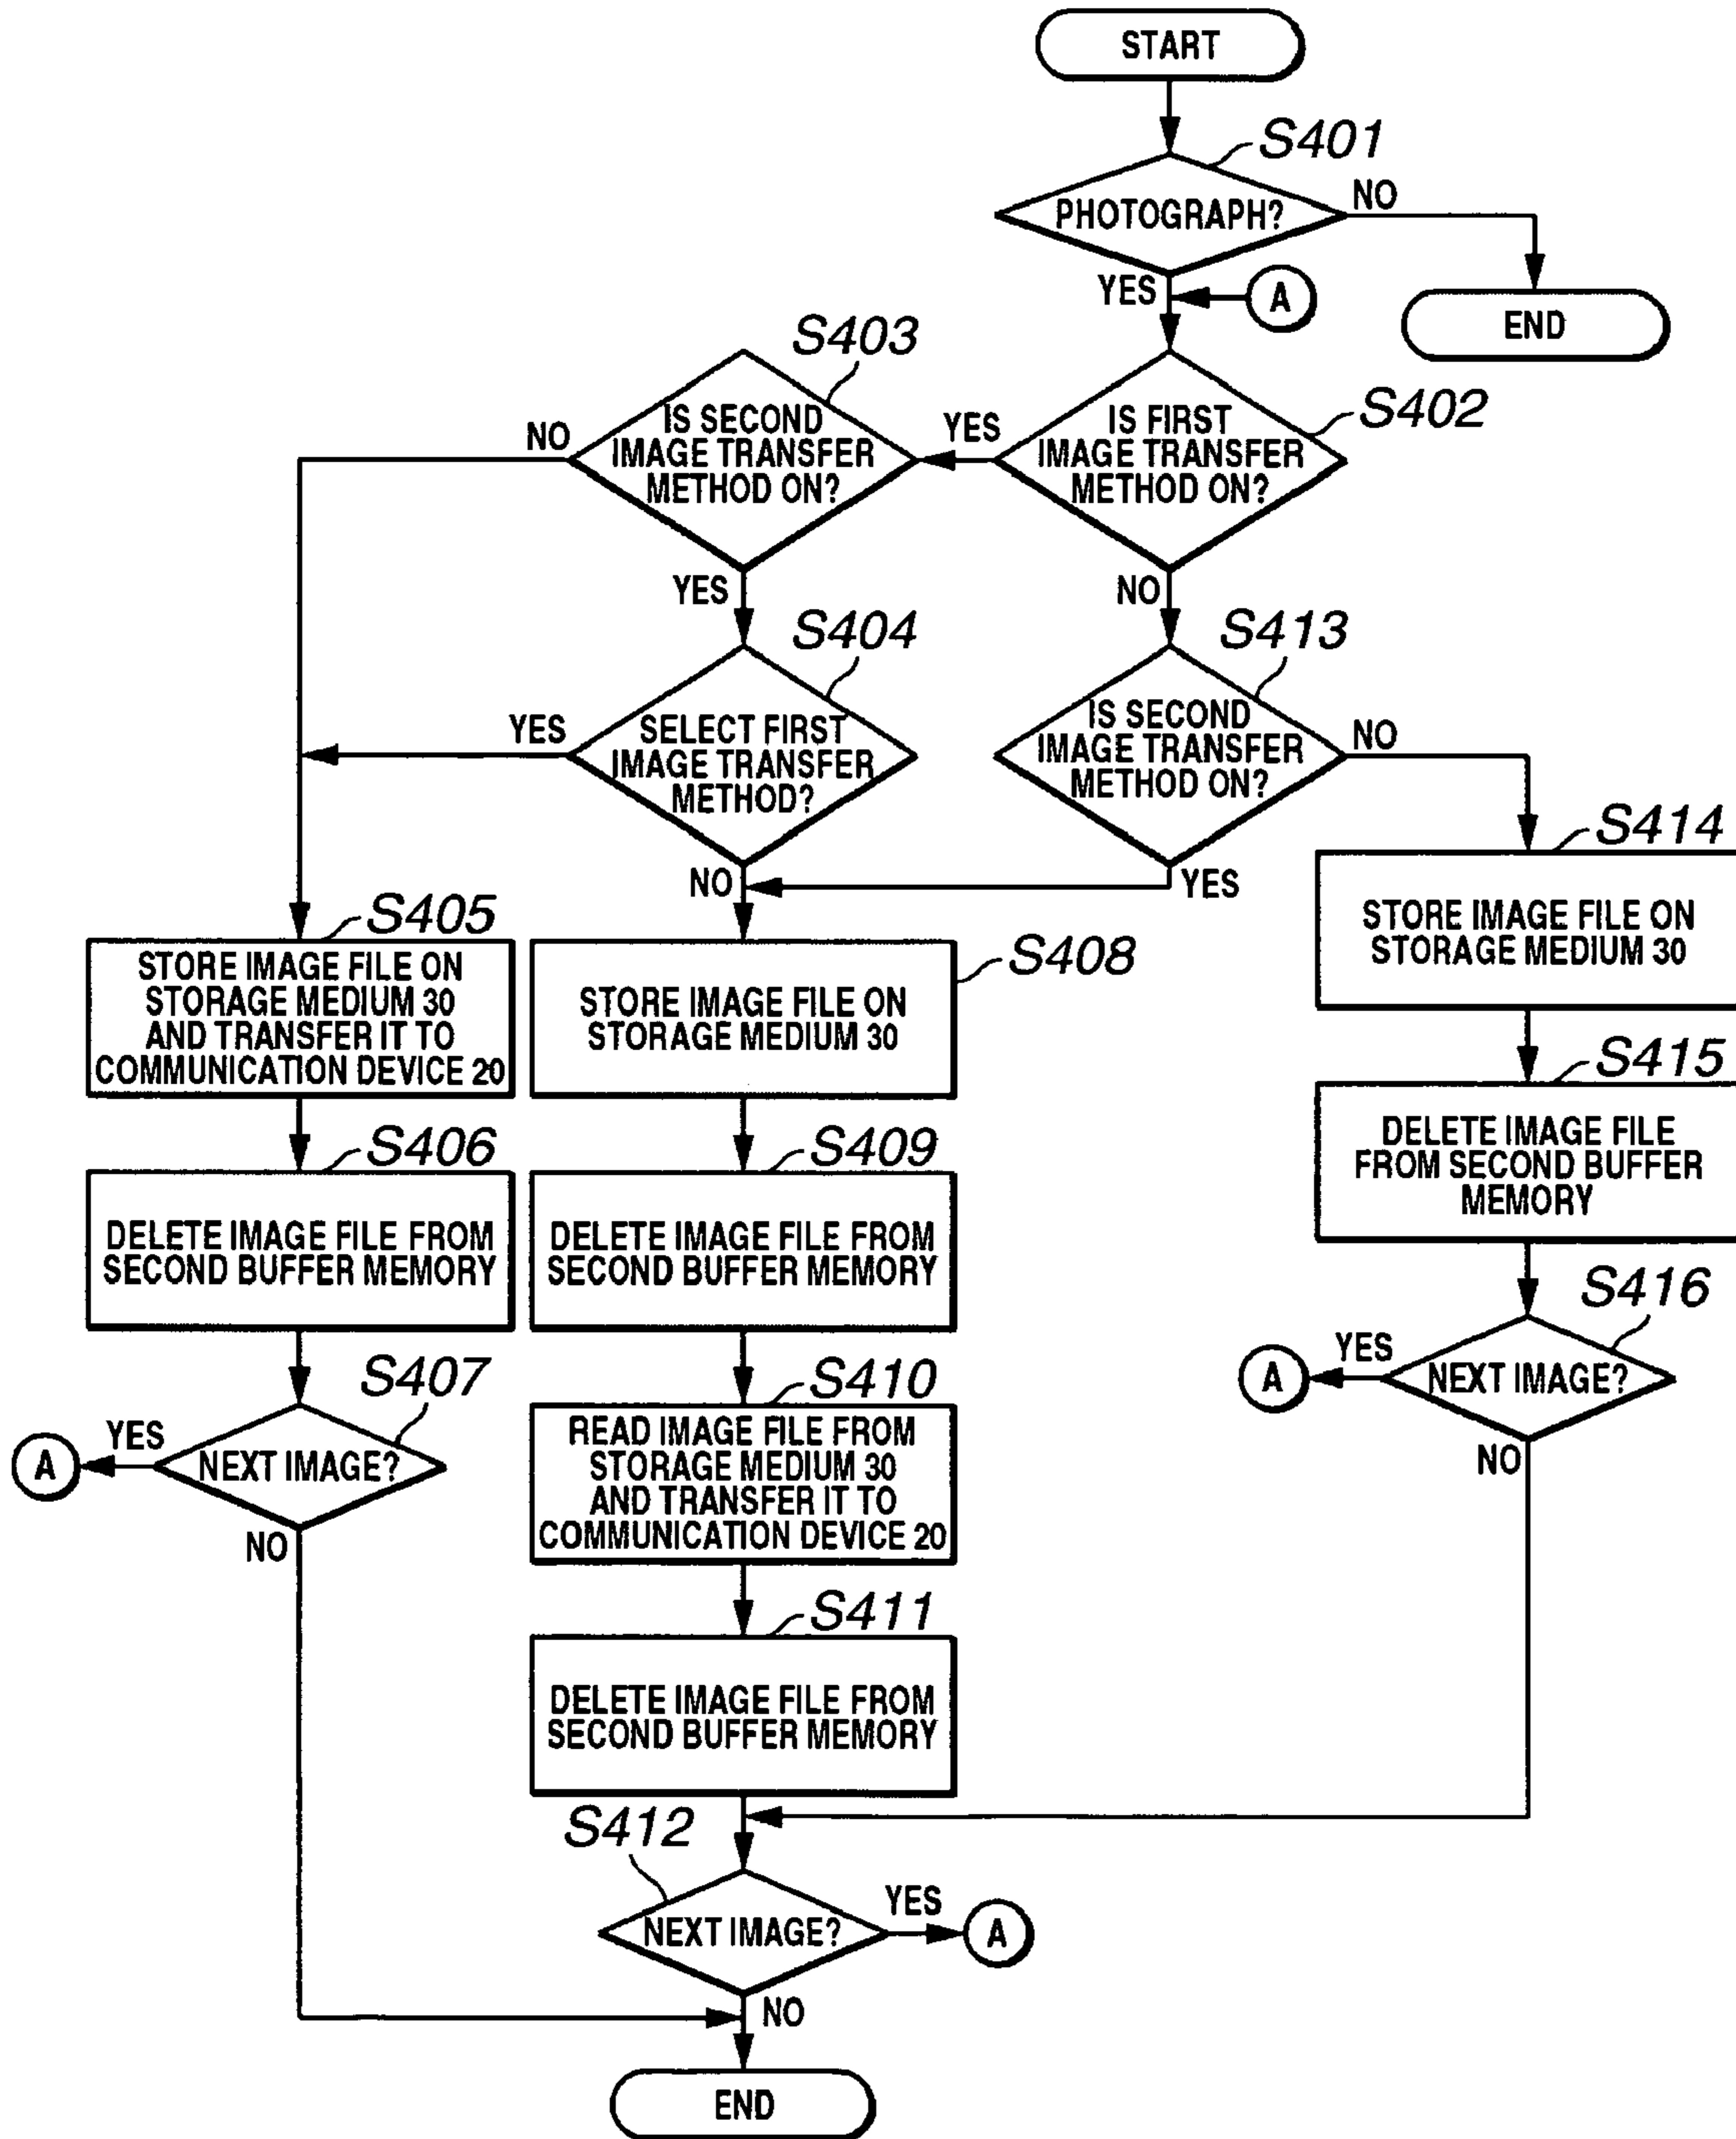 START
S401
PHOTOGRAPH?
NO
YES
A
END
S403
IS SECOND
IMAGE TRANSFER
METHOD ON?
NO
YES
YES
IS FIRST
IMAGE TRANSFER
METHOD ON?
S402
NO
S404
SELECT FIRST
IMAGE TRANSFER
METHOD?
YES
NO
S413
IS SECOND
IMAGE TRANSFER
METHOD ON?
NO
YES
S405
STORE IMAGE FILE ON
STORAGE MEDIUM 30
AND TRANSFER IT TO
COMMUNICATION DEVICE 20
S408
STORE IMAGE FILE ON
STORAGE MEDIUM 30
S414
STORE IMAGE FILE ON
STORAGE MEDIUM 30
S406
DELETE IMAGE FILE FROM
SECOND BUFFER MEMORY
S409
DELETE IMAGE FILE FROM
SECOND BUFFER MEMORY
S415
DELETE IMAGE FILE
FROM SECOND BUFFER
MEMORY
S407
NEXT IMAGE?
YES
A
NO
S410
READ IMAGE FILE FROM
STORAGE MEDIUM 30
AND TRANSFER IT TO
COMMUNICATION DEVICE 20
S416
NEXT IMAGE?
YES
A
NO
S411
DELETE IMAGE FILE FROM
SECOND BUFFER MEMORY
S412
NEXT IMAGE?
YES
A
NO
END